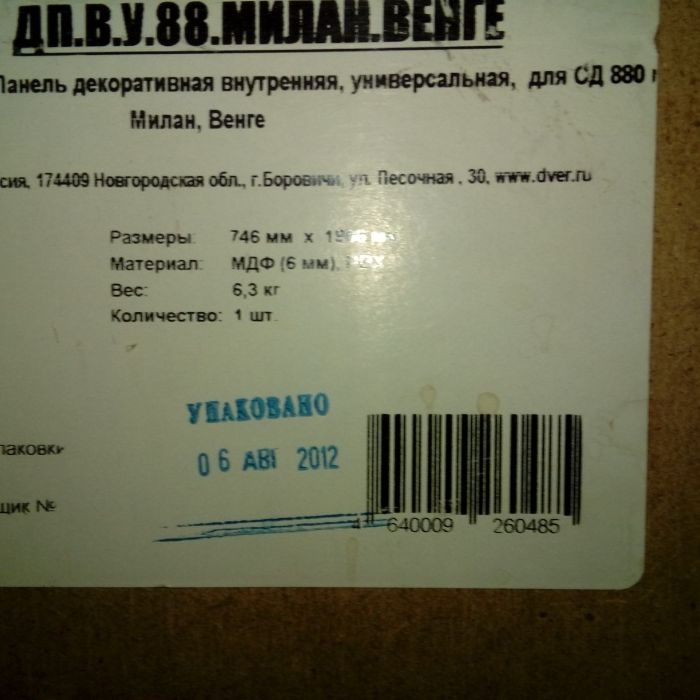 ДП.В.У.88.МИЛАН.ВЕНГЕ
Панель декоративная внутренняя, универсальная, для СД 880
Милан, Венге
сия, 174409 Новгородская обл., г.Боровичи, ул. Песочная , 30, www.dver.ru
Размеры: 746 мм х
Материал: МДФ (6 мм),
Вес: 6,3 кг
Количество: 1 шт.
УПАКОВАНО
06 АВГ 2012
паковки
щик №
4 640009 260485